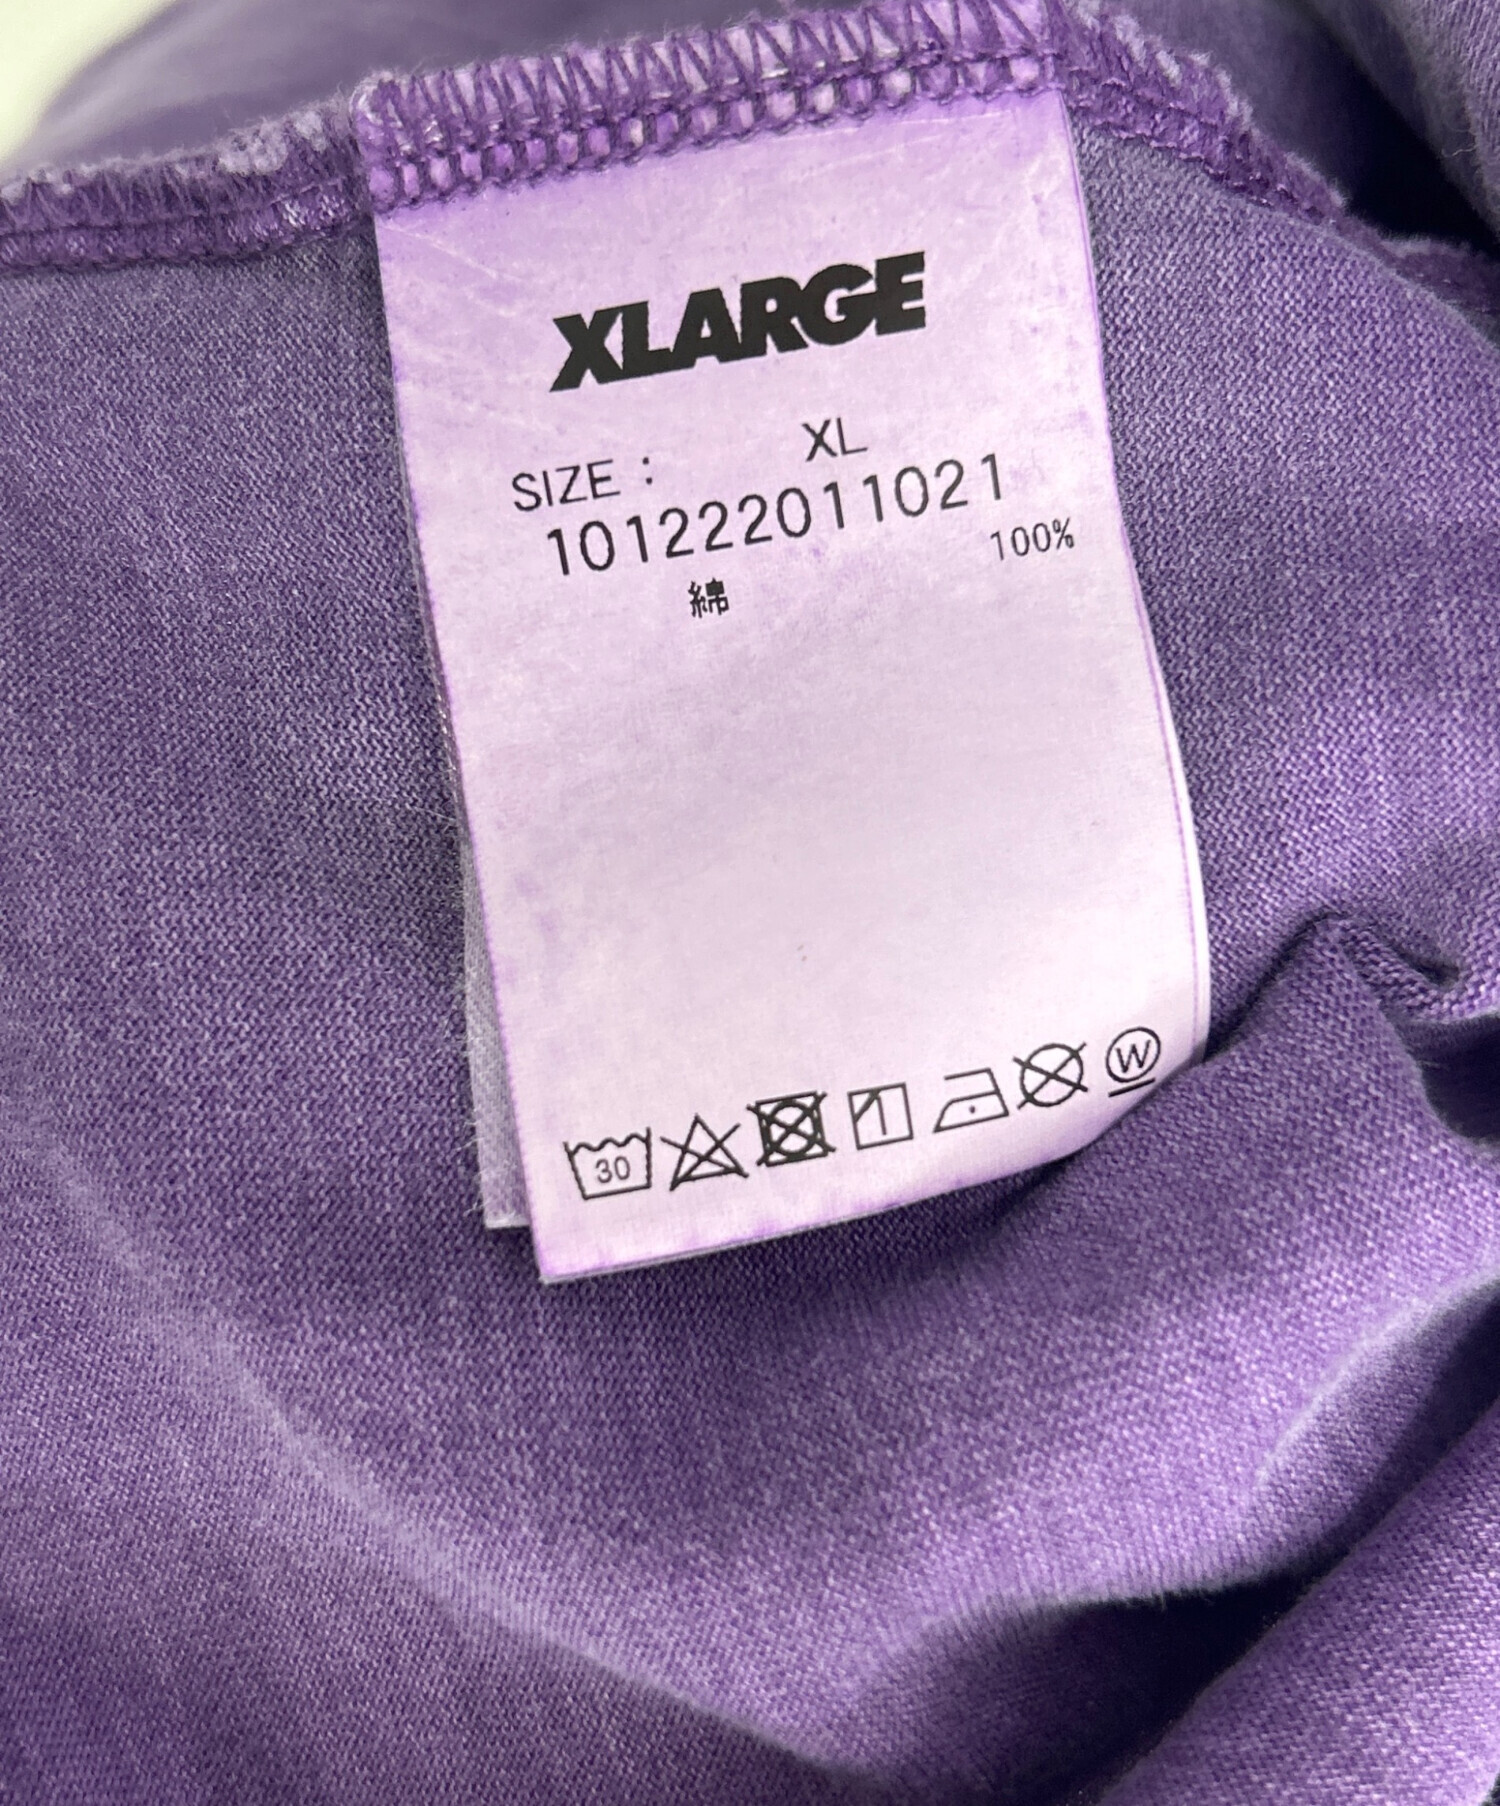 XLARGE
SIZE : XL
101222011021
綿 100%
30
W